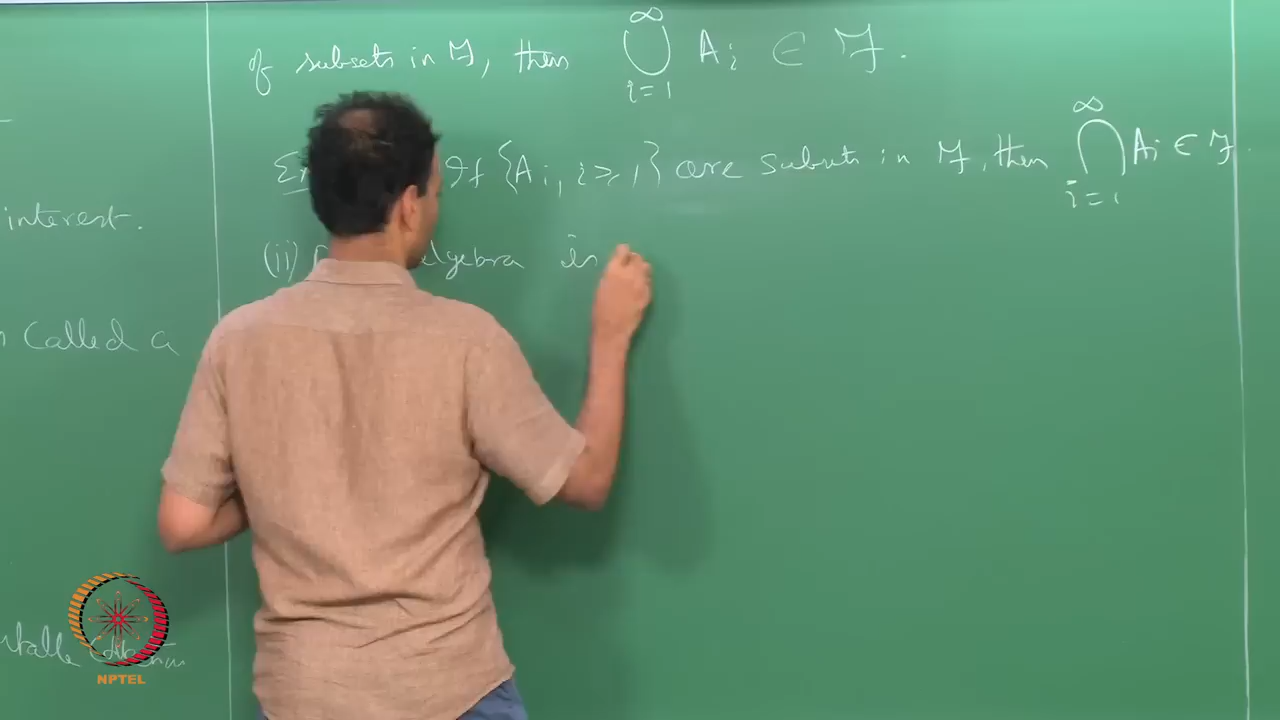 of subsets in ℱ, then ⋃_{i=1}^{∞} A_i ∈ ℱ.
If {A_i, i ≥ 1} are subsets in ℱ, then ⋂_{i=1}^{∞} A_i ∈ ℱ.
interest.
(ii) algebra is
called a
NPTEL